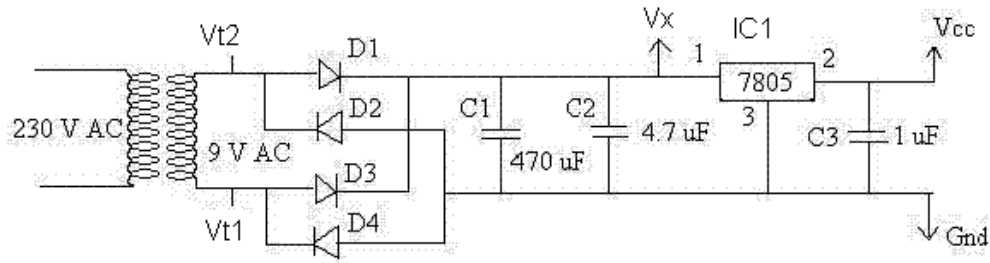 Vt2
D1
Vx
IC1
Vcc
1
7805
2
D2
C1
C2
3
230 V AC
9 V AC
470 uF
4.7 uF
C3
1 uF
D3
Vt1
D4
Gnd